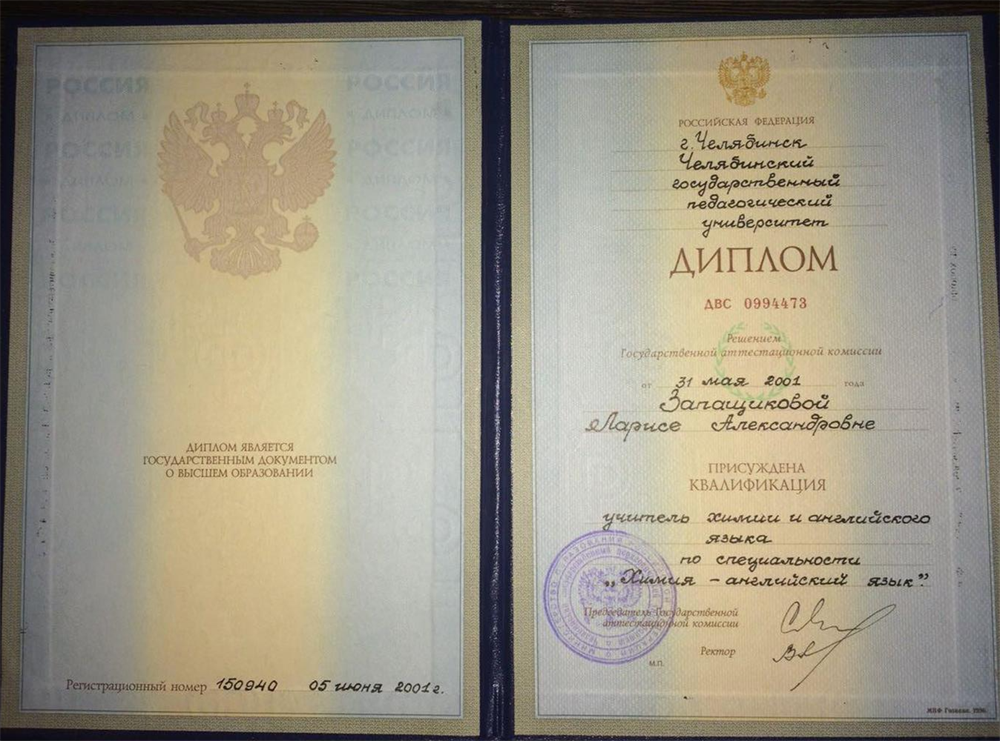 РОССИЯ РОССИЯ
ДИПЛОМ ДИПЛОМ
РОССИЯ РОССИЯ
РОССИЯ РОССИЯ
ДИПЛОМ ЯВЛЯЕТСЯ
ГОСУДАРСТВЕННЫМ ДОКУМЕНТОМ
О ВЫСШЕМ ОБРАЗОВАНИИ
Регистрационный номер 150940 05 июня 2001г.
РОССИЙСКАЯ ФЕДЕРАЦИЯ
г. Челябинск
Челябинский
государственный
педагогический
университет
ДИПЛОМ
ДВС 0994473
Решением
Государственной аттестационной комиссии
от 31 мая 2001 года
Запащиковой
Ларисе Александровне
ПРИСУЖДЕНА
КВАЛИФИКАЦИЯ
учитель химии и английского
языка
по специальности
„Химия – английский язык".
Председатель Государственной
аттестационной комиссии
Ректор
М.П.